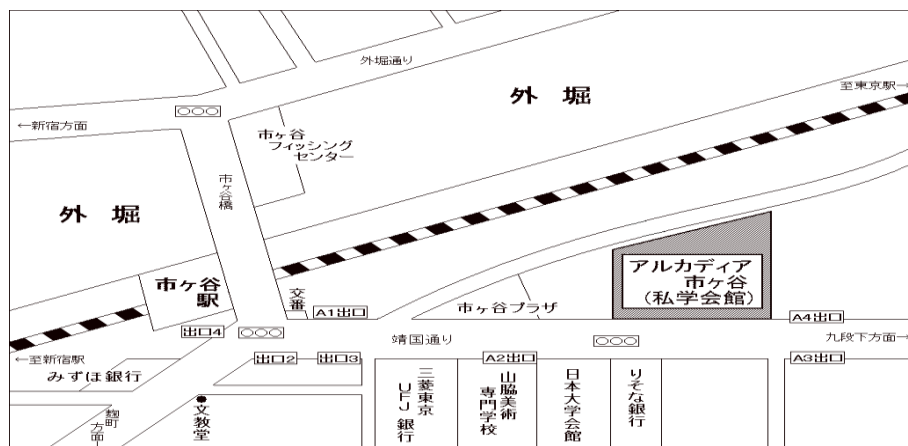 外堀通り
外 堀
至東京駅→
○○○
←新宿方面
市ヶ谷
フィッシング
センター
市ヶ谷橋
外 堀
アルカディア
市ヶ谷
(私学会館)
市ヶ谷
駅
交番
A1出口
市ヶ谷プラザ
A4出口
出口4
○○○
靖国通り
○○○
九段下方面→
←至新宿駅
出口2
出口3
A2出口
A3出口
みずほ銀行
麹町
方面
文教堂
三菱東京
UFJ銀行
山脇美術
専門学校
日本大学会館
りそな銀行